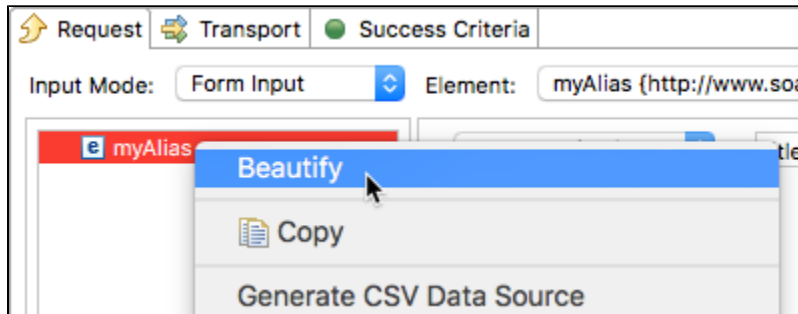 Request Transport Success Criteria
Input Mode: Form Input Element: myAlias {http://www.soa
e myAlias
Beautify
Copy
Generate CSV Data Source